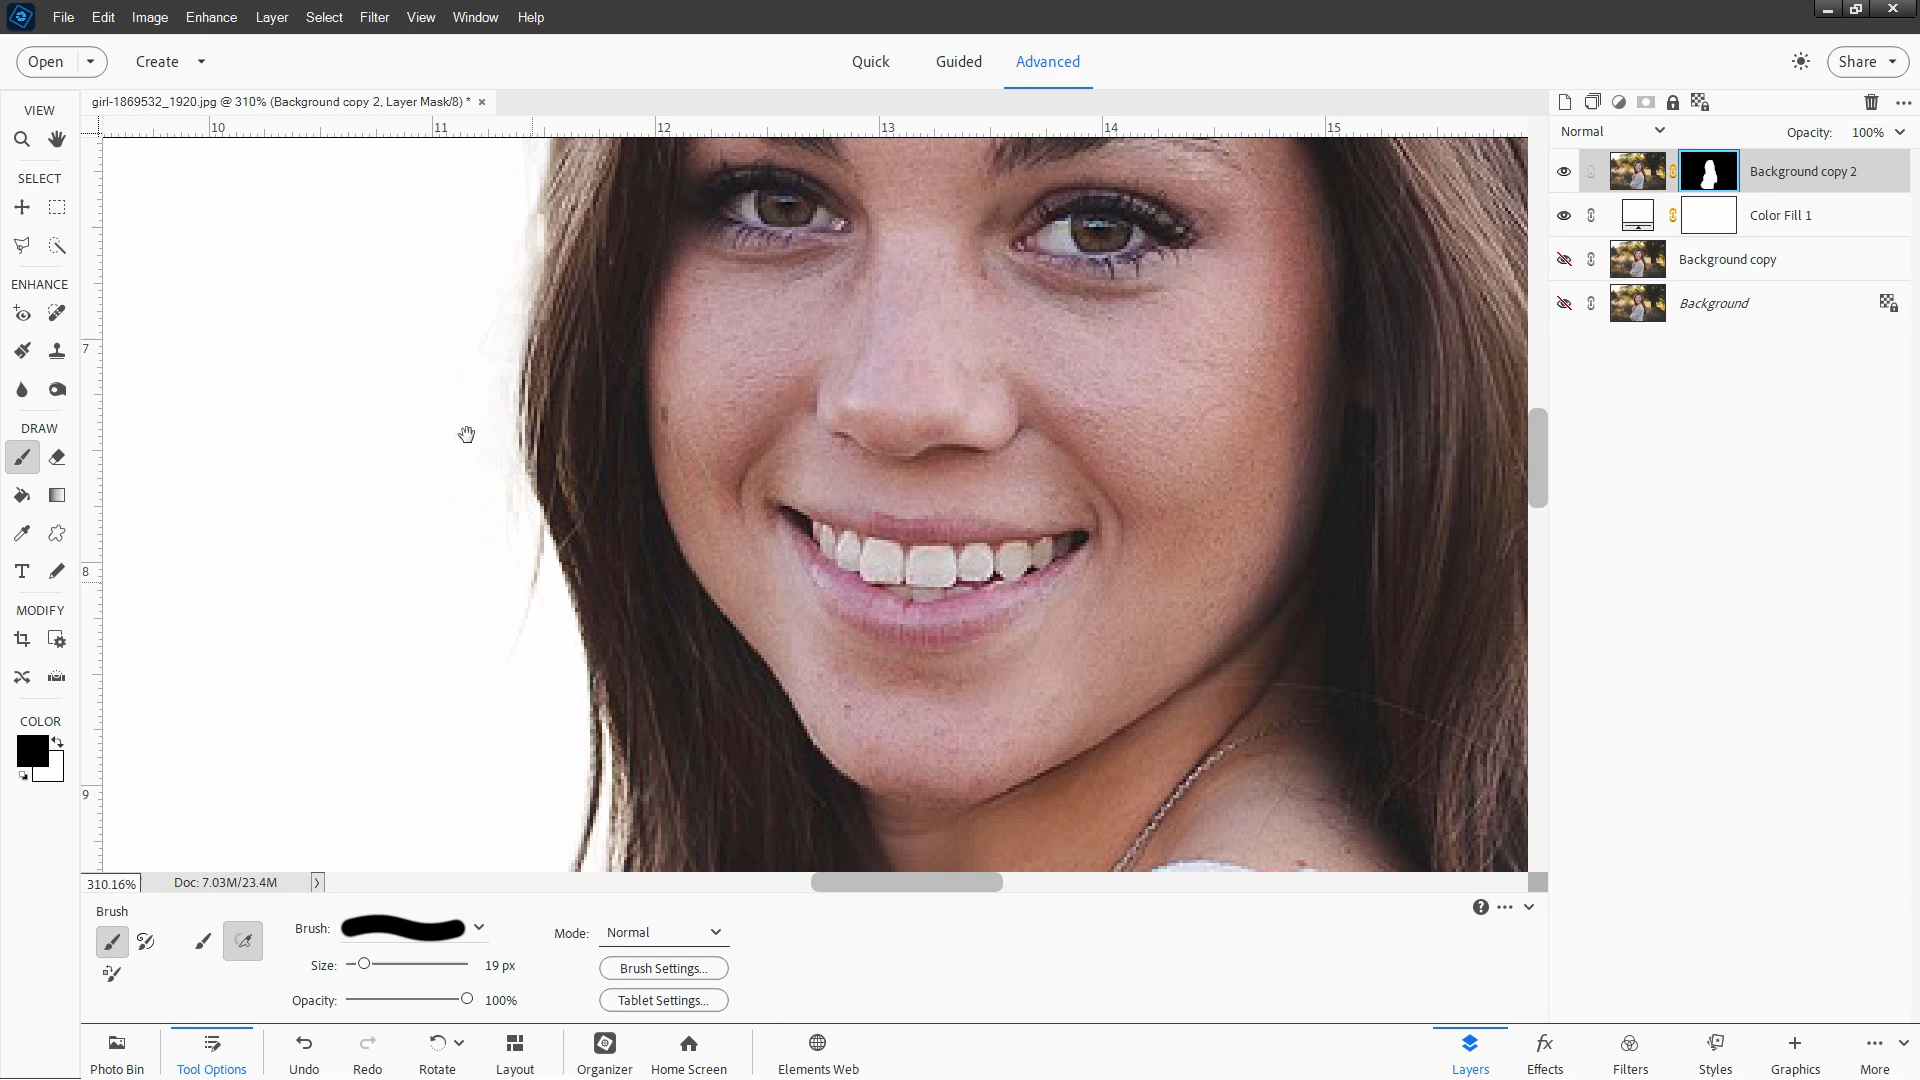 File Edit Image Enhance Layer Select Filter View Window Help
Open Create Quick Guided Advanced Share
VIEW
girl-1869532_1920.jpg @ 310% (Background copy 2, Layer Mask/8) *
10 11 12 13 14 15
Normal Opacity: 100%
Background copy 2
SELECT
Color Fill 1
Background copy
ENHANCE
Background
7
DRAW
T
8
MODIFY
COLOR
9
310.16% Doc: 7.03M/23.4M
Brush
Brush: Mode: Normal
Size: 19 px Brush Settings...
Opacity: 100% Tablet Settings...
Photo Bin Tool Options Undo Redo Rotate Layout Organizer Home Screen Elements Web Layers Effects Filters Styles Graphics More